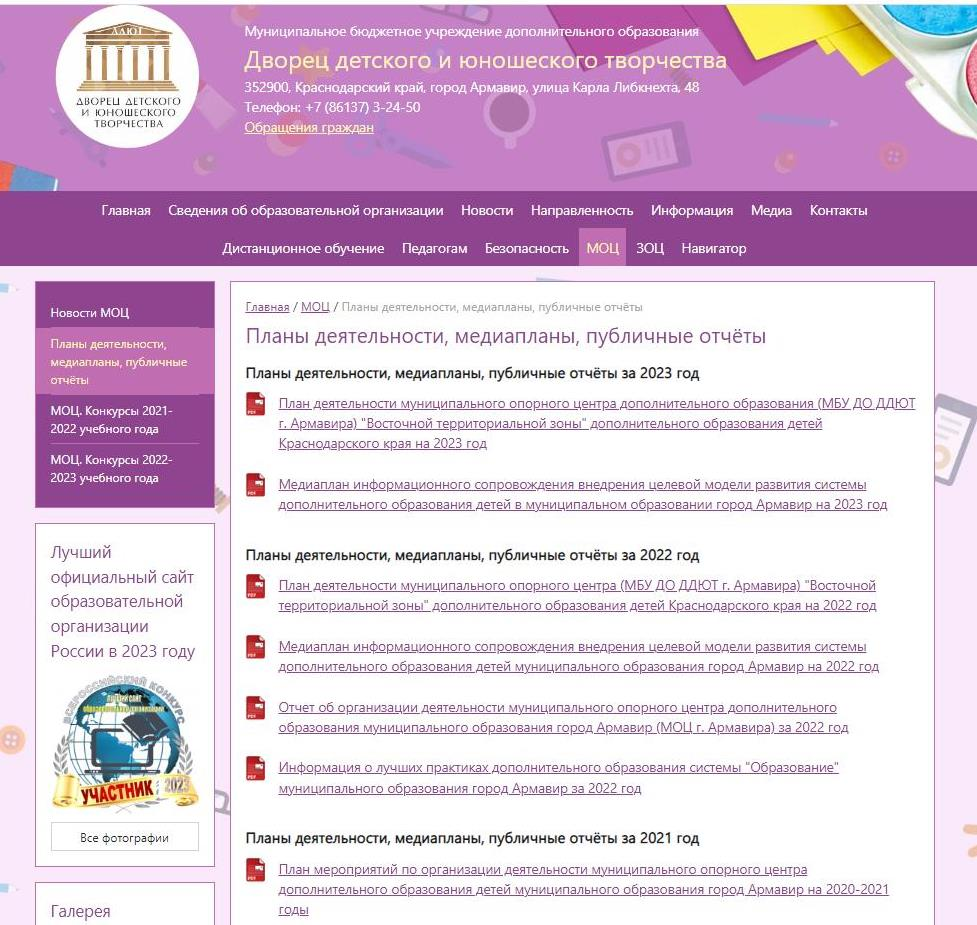 ДДЮТ
ДВОРЕЦ ДЕТСКОГО
И ЮНОШЕСКОГО
ТВОРЧЕСТВА
Муниципальное бюджетное учреждение дополнительного образования
Дворец детского и юношеского творчества
352900, Краснодарский край, город Армавир, улица Карла Либкнехта, 48
Телефон: +7 (86137) 3-24-50
Обращения граждан
Главная Сведения об образовательной организации Новости Направленность Информация Медиа Контакты
Дистанционное обучение Педагогам Безопасность МОЦ ЗОЦ Навигатор
Новости МОЦ
Планы деятельности,
медиапланы, публичные
отчёты
МОЦ. Конкурсы 2021-
2022 учебного года
МОЦ. Конкурсы 2022-
2023 учебного года
Лучший
официальный сайт
образовательной
организации
России в 2023 году
ВСЕРОССИЙСКИЙ КОНКУРС
лучший сайт
образовательной организации
УЧАСТНИК 2023
Все фотографии
Галерея
Главная / МОЦ / Планы деятельности, медиапланы, публичные отчёты
Планы деятельности, медиапланы, публичные отчёты
Планы деятельности, медиапланы, публичные отчёты за 2023 год
PDF
План деятельности муниципального опорного центра дополнительного образования (МБУ ДО ДДЮТ
г. Армавира) "Восточной территориальной зоны" дополнительного образования детей
Краснодарского края на 2023 год
PDF
Медиаплан информационного сопровождения внедрения целевой модели развития системы
дополнительного образования детей в муниципальном образовании город Армавир на 2023 год
Планы деятельности, медиапланы, публичные отчёты за 2022 год
PDF
План деятельности муниципального опорного центра (МБУ ДО ДДЮТ г. Армавира) "Восточной
территориальной зоны" дополнительного образования детей Краснодарского края на 2022 год
PDF
Медиаплан информационного сопровождения внедрения целевой модели развития системы
дополнительного образования детей муниципального образования город Армавир на 2022 год
PDF
Отчет об организации деятельности муниципального опорного центра дополнительного
образования муниципального образования город Армавир (МОЦ г. Армавира) за 2022 год
PDF
Информация о лучших практиках дополнительного образования системы "Образование"
муниципального образования город Армавир за 2022 год
Планы деятельности, медиапланы, публичные отчёты за 2021 год
PDF
План мероприятий по организации деятельности муниципального опорного центра
дополнительного образования детей муниципального образования город Армавир на 2020-2021
годы